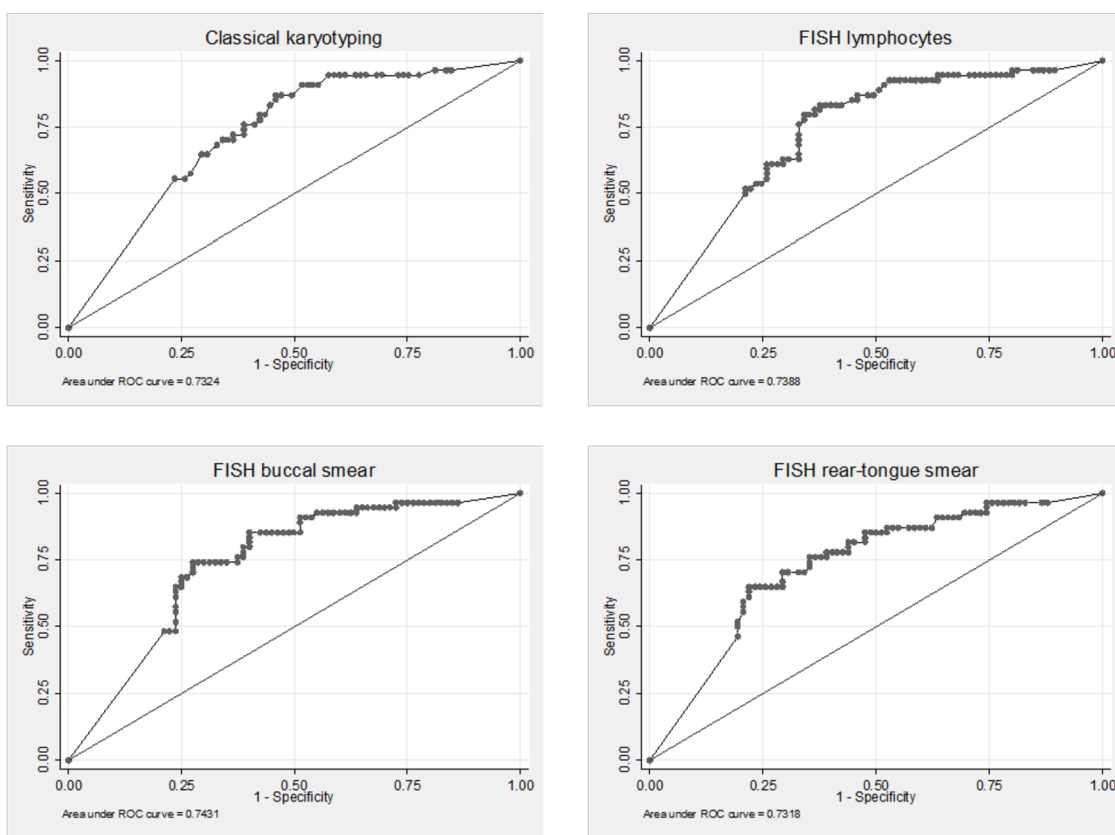 Classical karyotyping
Sensitivity
0.00 0.25 0.50 0.75 1.00
0.00 0.25 0.50 0.75 1.00
1 - Specificity
Area under ROC curve = 0.7324
FISH lymphocytes
Sensitivity
0.00 0.25 0.50 0.75 1.00
0.00 0.25 0.50 0.75 1.00
1 - Specificity
Area under ROC curve = 0.7388
FISH buccal smear
Sensitivity
0.00 0.25 0.50 0.75 1.00
0.00 0.25 0.50 0.75 1.00
1 - Specificity
Area under ROC curve = 0.7431
FISH rear-tongue smear
Sensitivity
0.00 0.25 0.50 0.75 1.00
0.00 0.25 0.50 0.75 1.00
1 - Specificity
Area under ROC curve = 0.7318